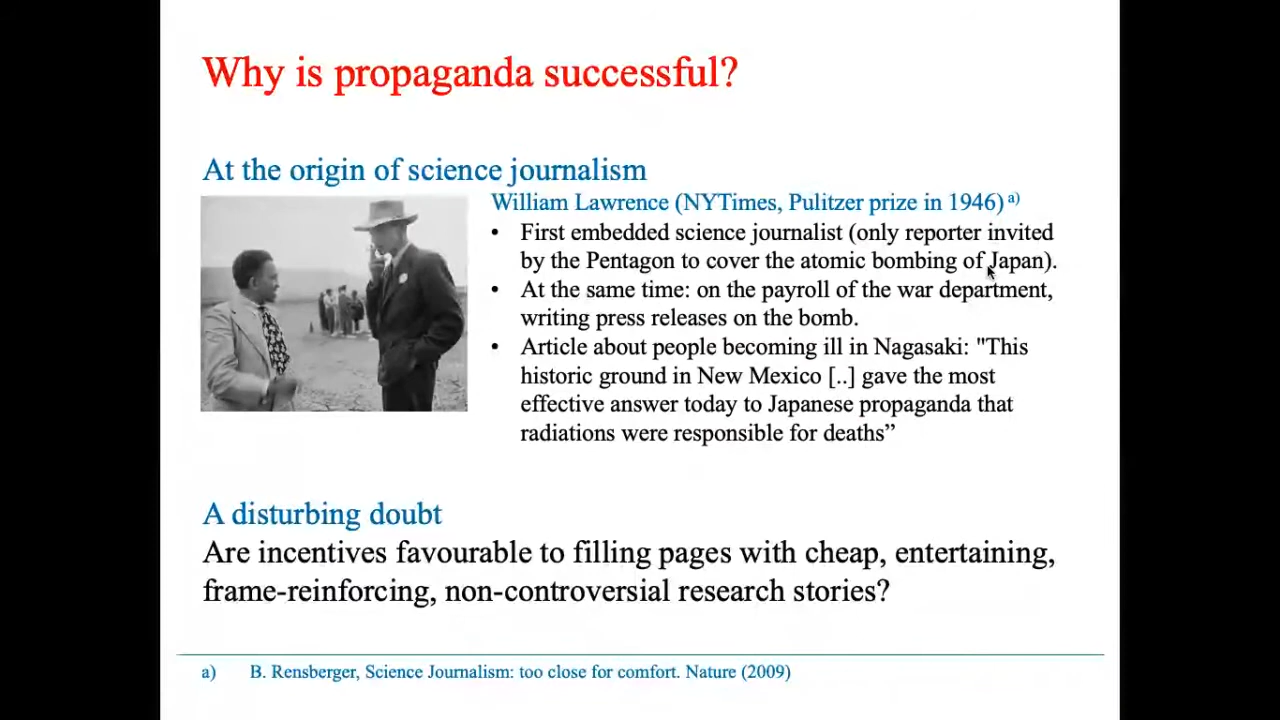 Why is propaganda successful?
At the origin of science journalism
William Lawrence (NYTimes, Pulitzer prize in 1946) a)
• First embedded science journalist (only reporter invited
by the Pentagon to cover the atomic bombing of Japan).
• At the same time: on the payroll of the war department,
writing press releases on the bomb.
• Article about people becoming ill in Nagasaki: "This
historic ground in New Mexico [..] gave the most
effective answer today to Japanese propaganda that
radiations were responsible for deaths”
A disturbing doubt
Are incentives favourable to filling pages with cheap, entertaining,
frame-reinforcing, non-controversial research stories?
a) B. Rensberger, Science Journalism: too close for comfort. Nature (2009)